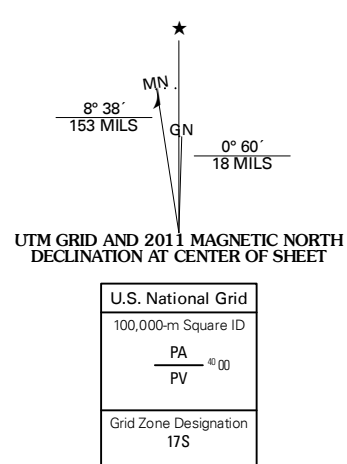 ★
MN
8° 38´
153 MILS
GN
0° 60´
18 MILS
UTM GRID AND 2011 MAGNETIC NORTH
DECLINATION AT CENTER OF SHEET
U.S. National Grid
100,000-m Square ID
PA
40 00
PV
Grid Zone Designation
17S